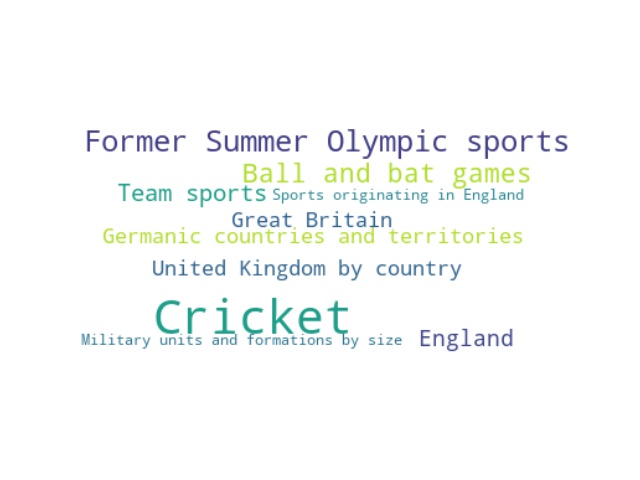 Former Summer Olympic sports
Ball and bat games
Team sports
Sports originating in England
Great Britain
Germanic countries and territories
United Kingdom by country
Cricket
Military units and formations by size
England